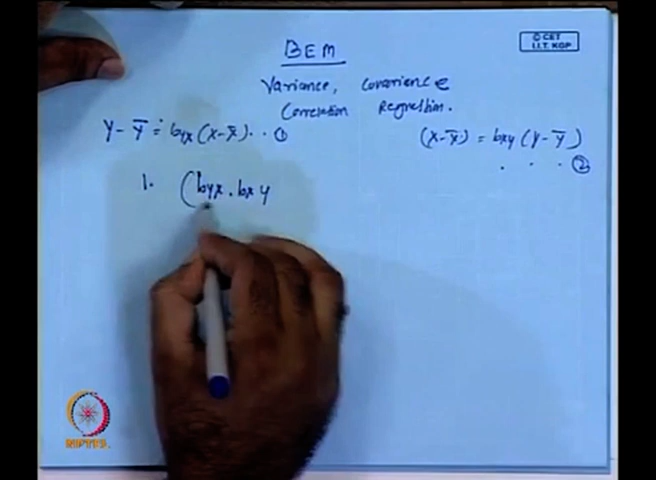 © CET
I.I.T. KGP
BEM
Variance, Covariance
Correlation Regression.
y - ȳ = byx (x - x̄) . . ①
(x - x̄) = bxy (y - ȳ)
. . . ②
1. (byx . bxy
NPTEL